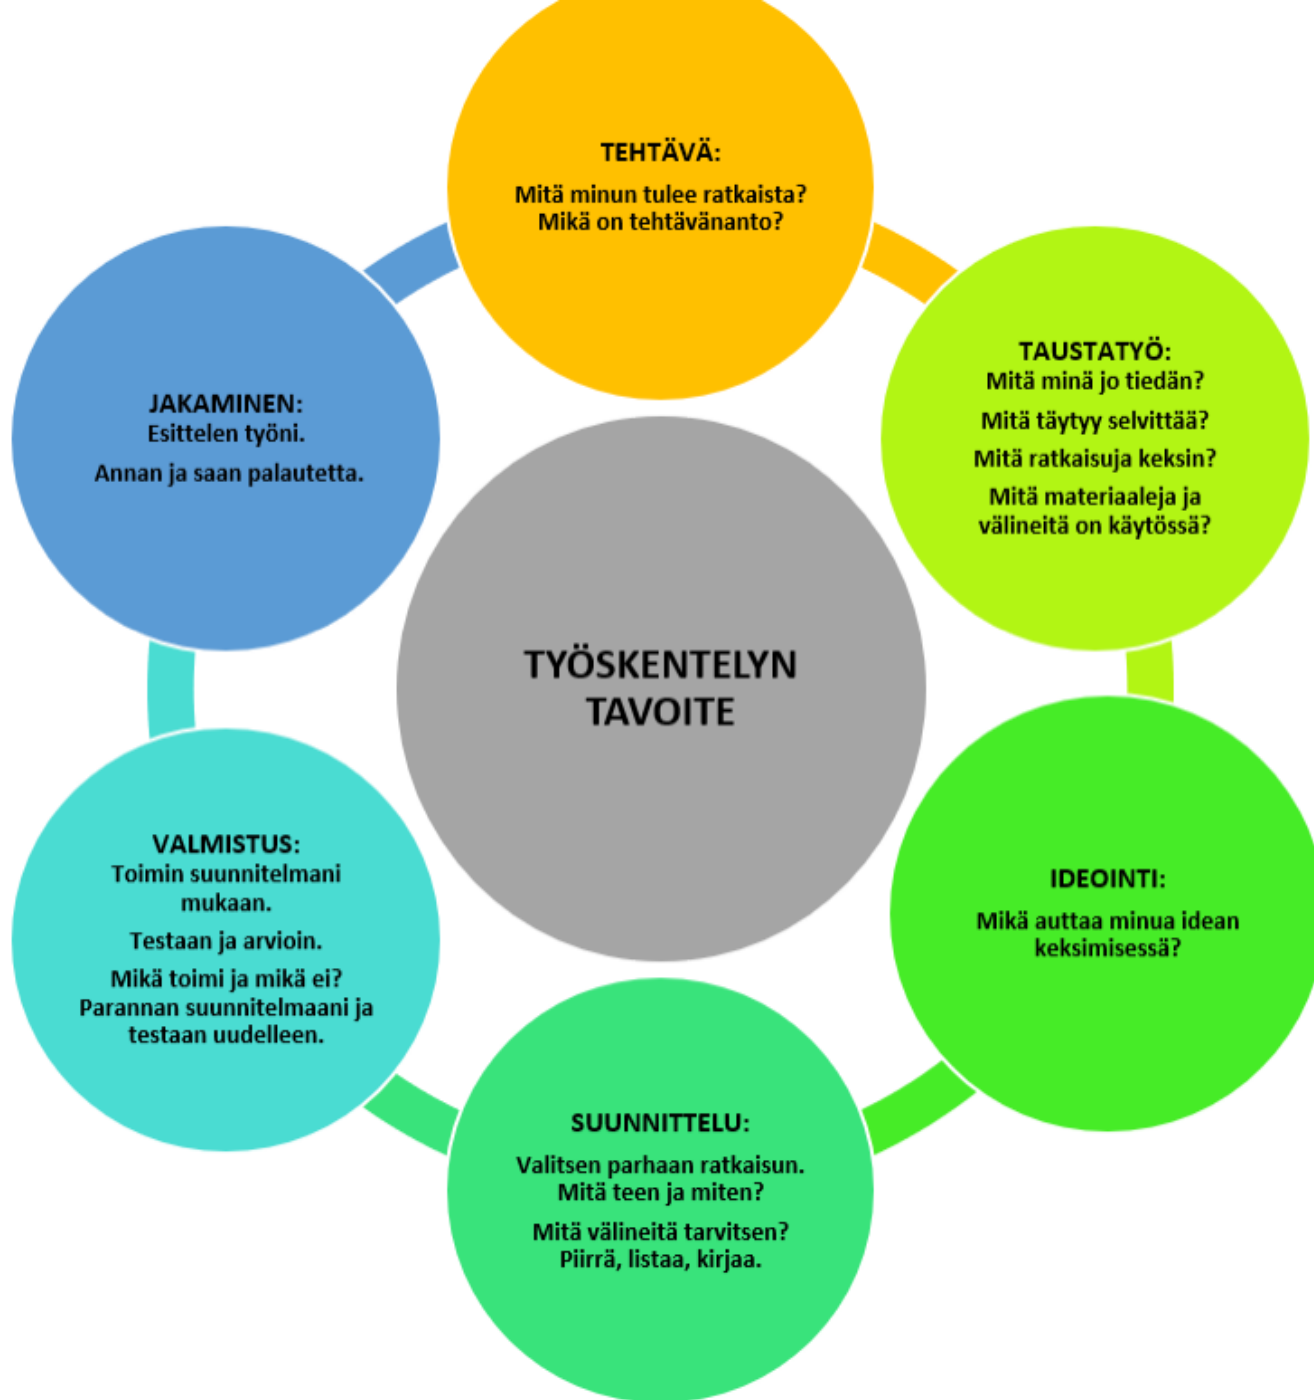 TEHTÄVÄ:
Mitä minun tulee ratkaista?
Mikä on tehtävänanto?
TAUSTATYÖ:
Mitä minä jo tiedän?
Mitä täytyy selvittää?
Mitä ratkaisuja keksin?
Mitä materiaaleja ja
välineitä on käytössä?
IDEOINTI:
Mikä auttaa minua idean
keksimisessä?
SUUNNITTELU:
Valitsen parhaan ratkaisun.
Mitä teen ja miten?
Mitä välineitä tarvitsen?
Piirrä, listaa, kirjaa.
VALMISTUS:
Toimin suunnitelmani
mukaan.
Testaan ja arvioin.
Mikä toimi ja mikä ei?
Parannan suunnitelmaani ja
testaan uudelleen.
JAKAMINEN:
Esittelen työni.
Annan ja saan palautetta.
TYÖSKENTELYN
TAVOITE